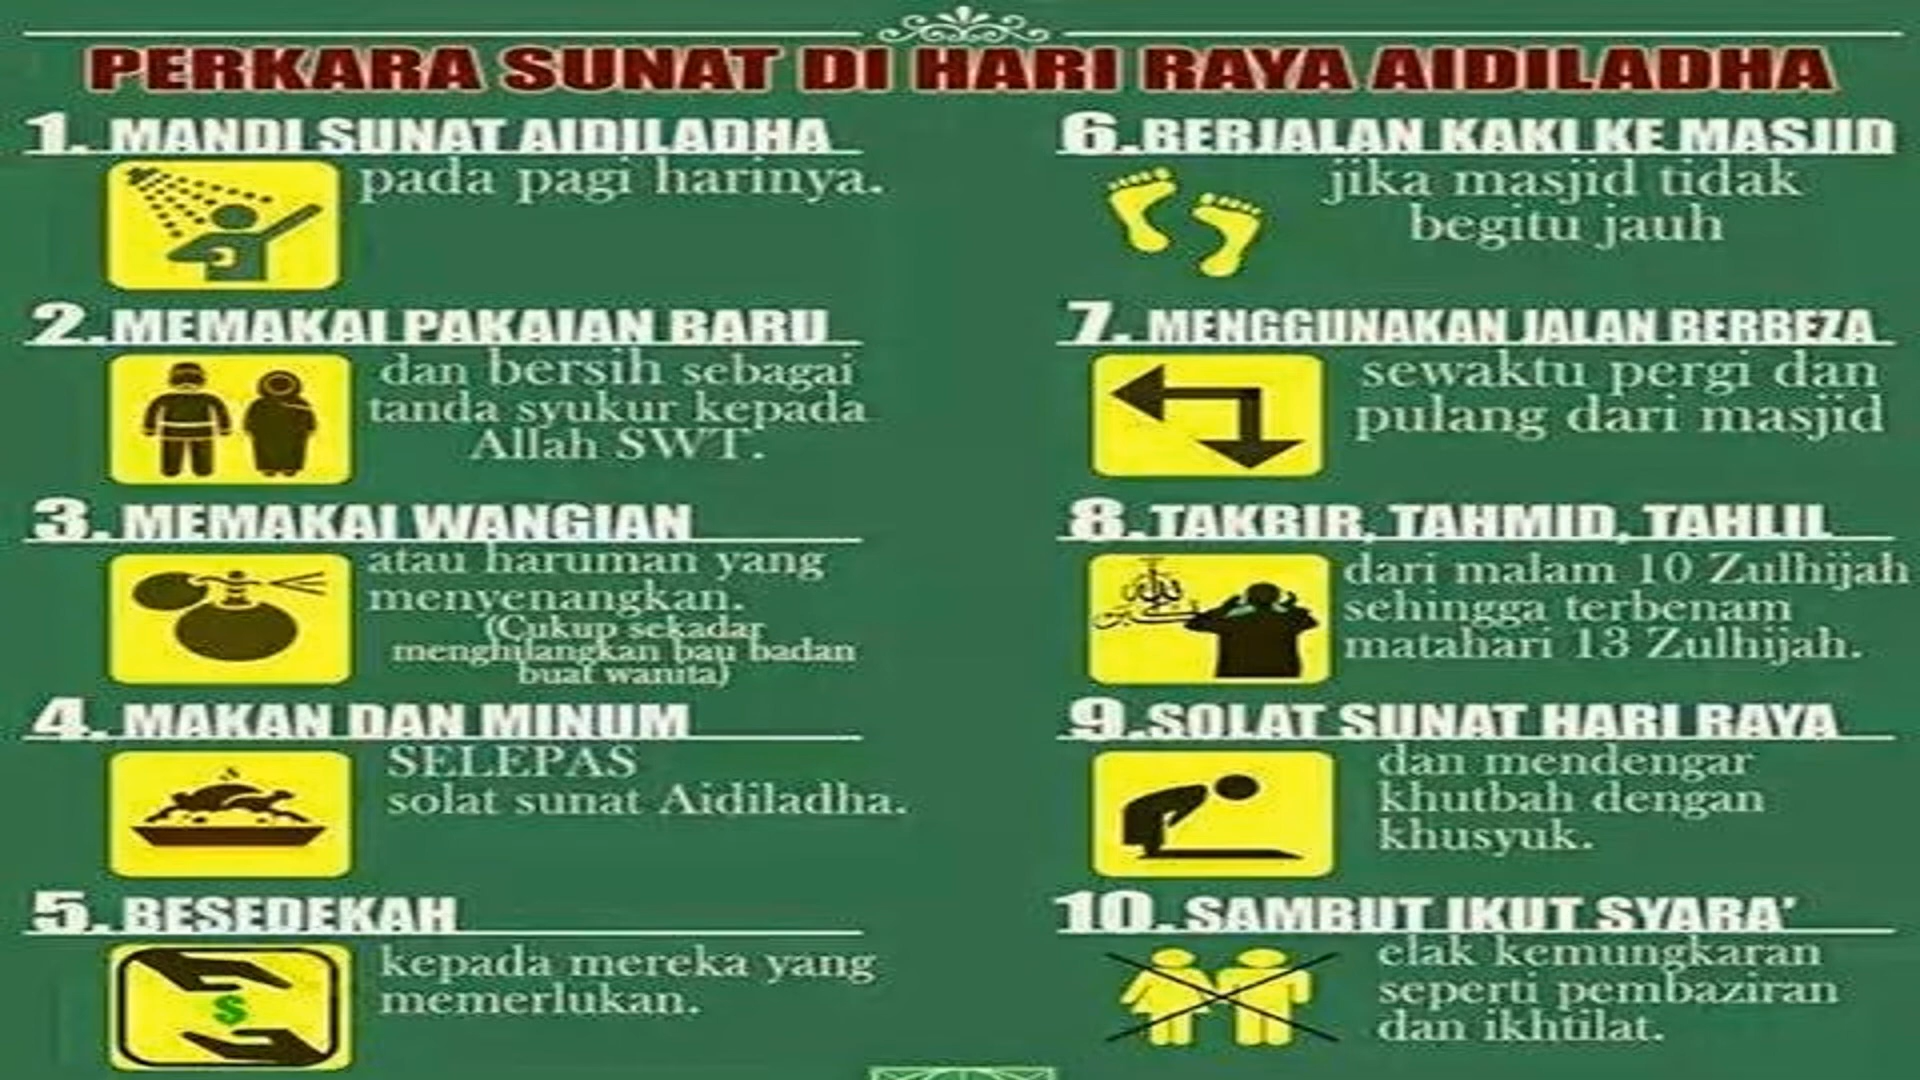 PERKARA SUNAT DI HARI RAYA AIDILADHA
1. MANDI SUNAT AIDILADHA
pada pagi harinya.
2. MEMAKAI PAKAIAN BARU
dan bersih sebagai
tanda syukur kepada
Allah SWT.
3. MEMAKAI WANGIAN
atau haruman yang
menyenangkan.
(Cukup sekadar
menghilangkan bau badan
buat wanita)
4. MAKAN DAN MINUM
SELEPAS
solat sunat Aidiladha.
5. BESEDEKAH
$
kepada mereka yang
memerlukan.
6.BERJALAN KAKI KE MASJID
jika masjid tidak
begitu jauh
7. MENGGUNAKAN JALAN BERBEZA
sewaktu pergi dan
pulang dari masjid
8.TAKBIR, TAHMID, TAHLIL
dari malam 10 Zulhijah
sehingga terbenam
matahari 13 Zulhijah.
9.SOLAT SUNAT HARI RAYA
dan mendengar
khutbah dengan
khusyuk.
10. SAMBUT IKUT SYARA'
elak kemungkaran
seperti pembaziran
dan ikhtilat.